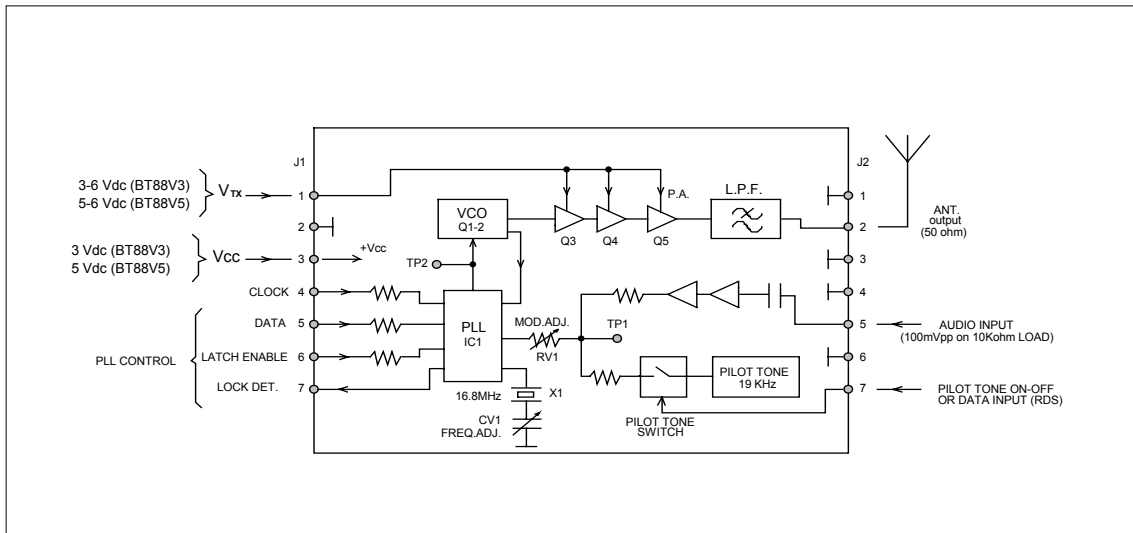 J1
J2
3-6 Vdc (BT88V3)
5-6 Vdc (BT88V5)
VTX
1
2
3 Vdc (BT88V3)
5 Vdc (BT88V5)
Vcc
3
+Vcc
CLOCK
4
DATA
5
PLL CONTROL
LATCH ENABLE
6
LOCK DET.
7
VCO
Q1-2
TP2
PLL
IC1
Q3
Q4
Q5
P.A.
L.P.F.
MOD.ADJ.
RV1
TP1
16.8MHz
X1
CV1
FREQ.ADJ.
PILOT TONE
SWITCH
PILOT TONE
19 KHz
1
2
ANT.
output
(50 ohm)
3
4
5
AUDIO INPUT
(100mVpp on 10Kohm LOAD)
6
7
PILOT TONE ON-OFF
OR DATA INPUT (RDS)